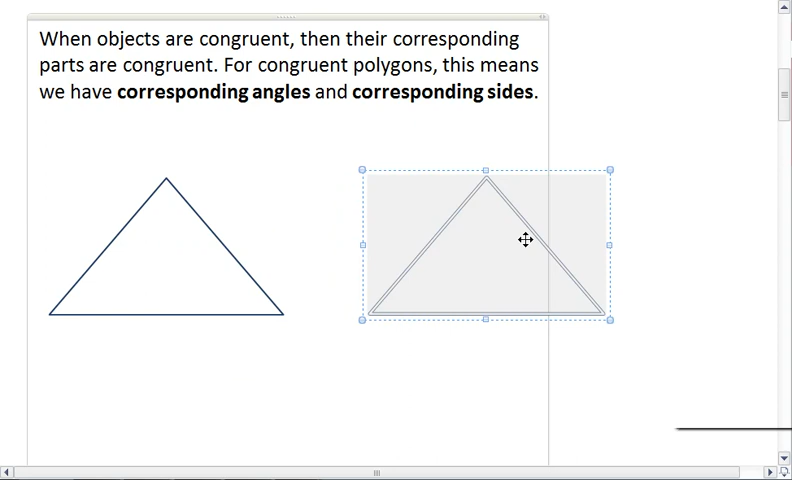 When objects are congruent, then their corresponding
parts are congruent. For congruent polygons, this means
we have corresponding angles and corresponding sides.